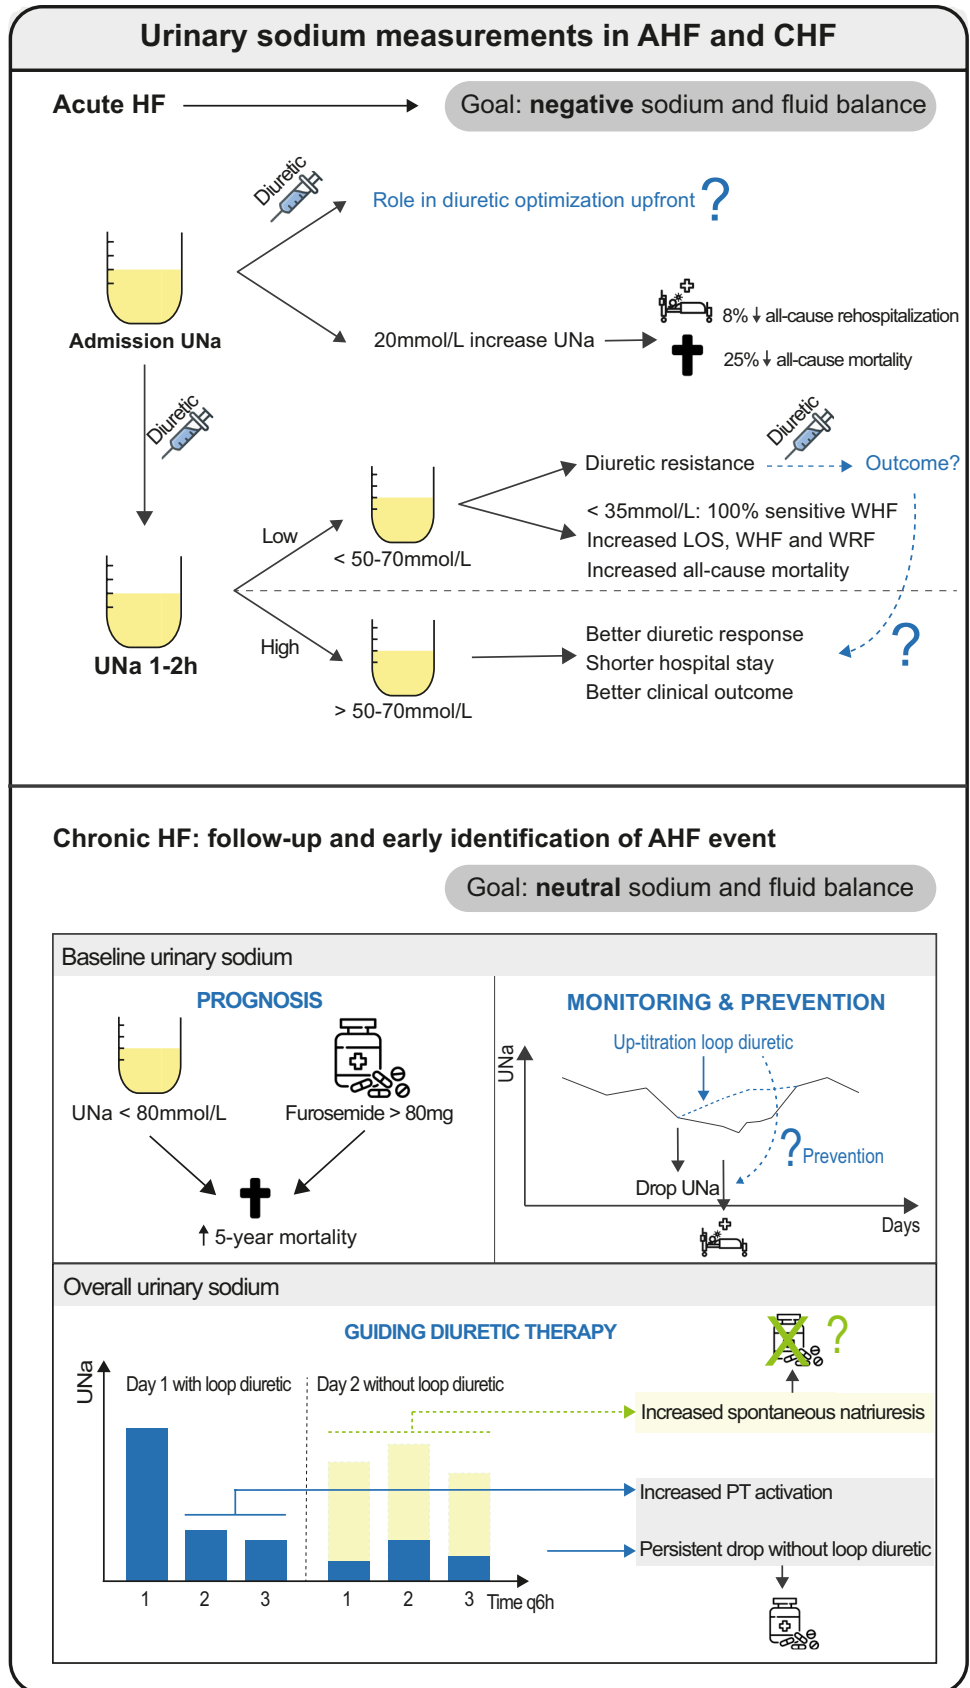 Urinary sodium measurements in AHF and CHF
Acute HF
Goal: negative sodium and fluid balance
Diuretic
Role in diuretic optimization upfront ?
Admission UNa
20mmol/L increase UNa
8% ↓ all-cause rehospitalization
25% ↓ all-cause mortality
Diuretic
Diuretic
Diuretic resistance
Outcome?
Low
< 50-70mmol/L
< 35mmol/L: 100% sensitive WHF
Increased LOS, WHF and WRF
Increased all-cause mortality
UNa 1-2h
High
> 50-70mmol/L
Better diuretic response
Shorter hospital stay
Better clinical outcome
?
Chronic HF: follow-up and early identification of AHF event
Goal: neutral sodium and fluid balance
Baseline urinary sodium
PROGNOSIS
UNa < 80mmol/L
Furosemide > 80mg
↑ 5-year mortality
MONITORING & PREVENTION
Up-titration loop diuretic
UNa
? Prevention
Drop UNa
Days
Overall urinary sodium
GUIDING DIURETIC THERAPY
X ?
UNa
Day 1 with loop diuretic
Day 2 without loop diuretic
Increased spontaneous natriuresis
Increased PT activation
Persistent drop without loop diuretic
1 2 3 1 2 3 Time q6h